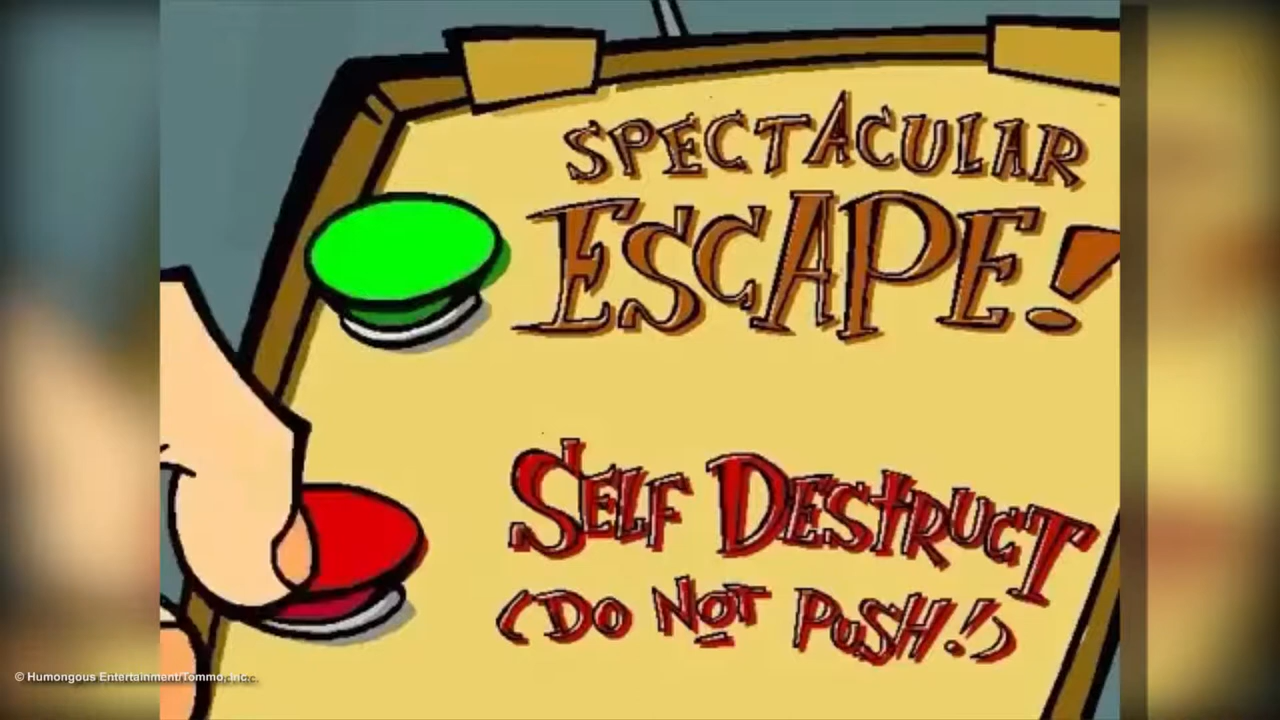 SPECTACULAR
ESCAPE!
SELF DESTRUCT
(DO NOT PUSH!)
© Humongous Entertainment/Tommo, Inc.